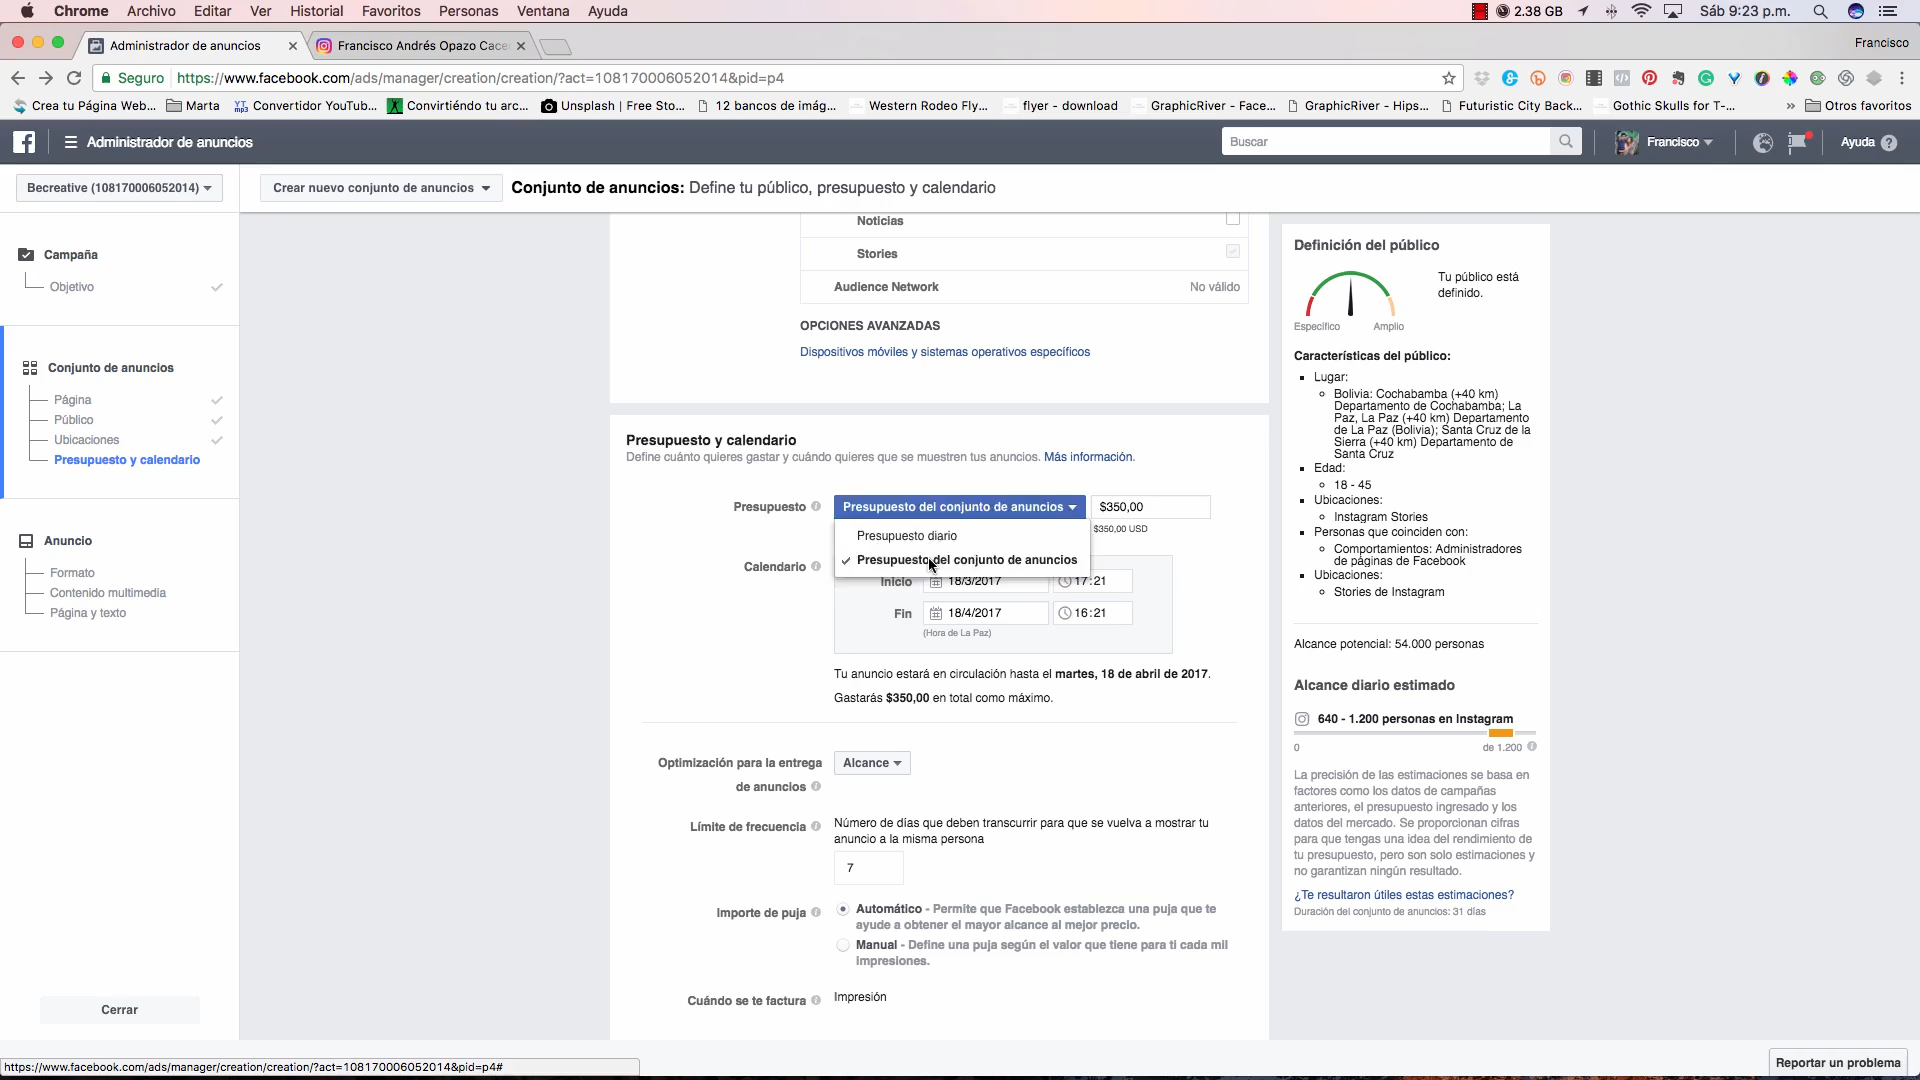 Chrome Archivo Editar Ver Historial Favoritos Personas Ventana Ayuda 2.38 GB Sáb 9:23 p.m.
Administrador de anuncios Francisco Andrés Opazo Cace Francisco
Seguro https://www.facebook.com/ads/manager/creation/creation/?act=108170006052014&pid=p4
Crea tu Página Web... Marta Convertidor YouTub... Convirtiéndo tu arc... Unsplash | Free Sto... 12 bancos de imág... Western Rodeo Fly... flyer - download GraphicRiver - Face... GraphicRiver - Hips... Futuristic City Back... Gothic Skulls for T-... » Otros favoritos
Administrador de anuncios Buscar Francisco Ayuda
Becreative (108170006052014) Crear nuevo conjunto de anuncios Conjunto de anuncios: Define tu público, presupuesto y calendario
Campaña
Objetivo
Conjunto de anuncios
Página
Público
Ubicaciones
Presupuesto y calendario
Anuncio
Formato
Contenido multimedia
Página y texto
Cerrar
Noticias
Stories
Audience Network No válido
OPCIONES AVANZADAS
Dispositivos móviles y sistemas operativos específicos
Presupuesto y calendario
Define cuánto quieres gastar y cuándo quieres que se muestren tus anuncios. Más información.
Presupuesto Presupuesto del conjunto de anuncios $350,00
$350,00 USD
Presupuesto diario
Presupuesto del conjunto de anuncios
Calendario
Inicio 18/3/2017 17:21
Fin 18/4/2017 16:21
(Hora de La Paz)
Tu anuncio estará en circulación hasta el martes, 18 de abril de 2017.
Gastarás $350,00 en total como máximo.
Optimización para la entrega de anuncios Alcance
Límite de frecuencia Número de días que deben transcurrir para que se vuelva a mostrar tu
anuncio a la misma persona
7
Importe de puja Automático - Permite que Facebook establezca una puja que te
ayude a obtener el mayor alcance al mejor precio.
Manual - Define una puja según el valor que tiene para ti cada mil
impresiones.
Cuándo se te factura Impresión
Definición del público
Tu público está
definido.
Específico Amplio
Características del público:
Lugar:
Bolivia: Cochabamba (+40 km)
Departamento de Cochabamba; La
Paz, La Paz (+40 km) Departamento
de La Paz (Bolivia); Santa Cruz de la
Sierra (+40 km) Departamento de
Santa Cruz
Edad:
18 - 45
Ubicaciones:
Instagram Stories
Personas que coinciden con:
Comportamientos: Administradores
de páginas de Facebook
Ubicaciones:
Stories de Instagram
Alcance potencial: 54.000 personas
Alcance diario estimado
640 - 1.200 personas en Instagram
0 de 1.200
La precisión de las estimaciones se basa en
factores como los datos de campañas
anteriores, el presupuesto ingresado y los
datos del mercado. Se proporcionan cifras
para que tengas una idea del rendimiento de
tu presupuesto, pero son solo estimaciones y
no garantizan ningún resultado.
¿Te resultaron útiles estas estimaciones?
Duración del conjunto de anuncios: 31 días
https://www.facebook.com/ads/manager/creation/creation/?act=108170006052014&pid=p4#
Reportar un problema